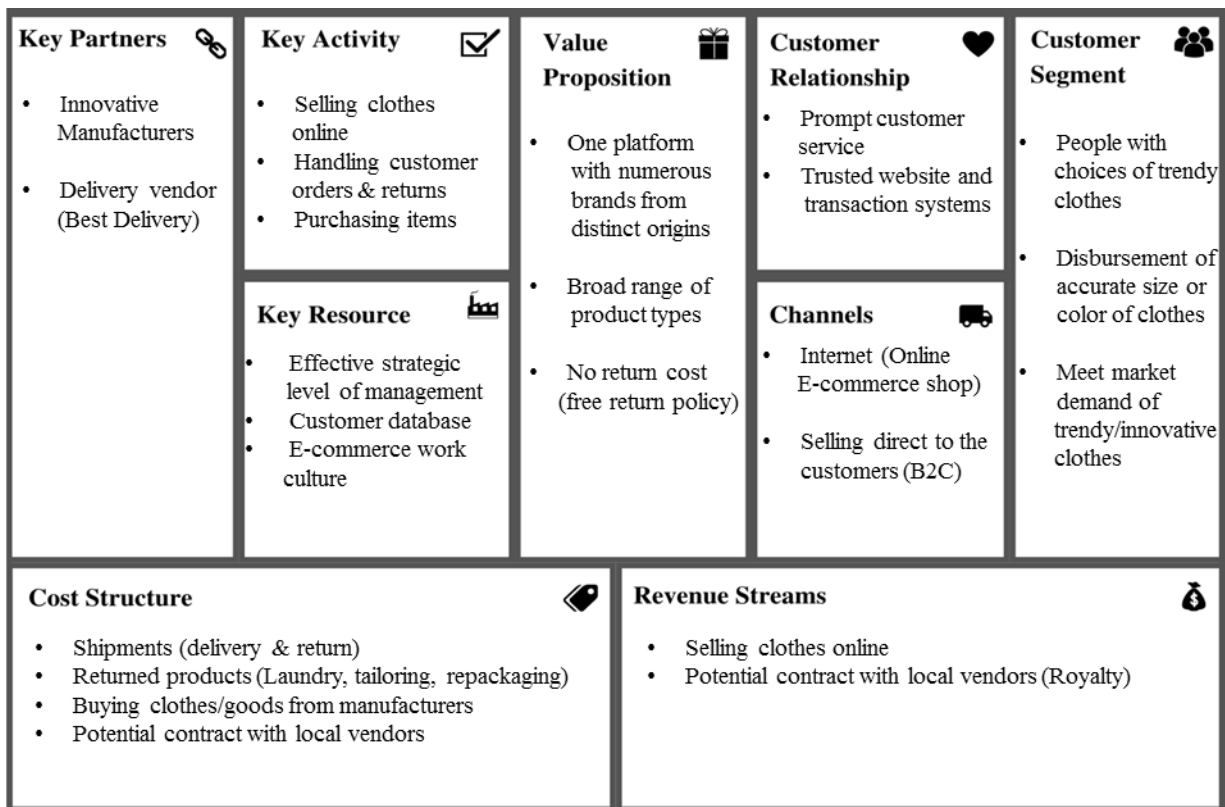 Key Partners
• Innovative
Manufacturers
• Delivery vendor
(Best Delivery)
Key Activity
• Selling clothes
online
• Handling customer
orders & returns
• Purchasing items
Key Resource
• Effective strategic
level of management
• Customer database
• E-commerce work
culture
Value
Proposition
• One platform
with numerous
brands from
distinct origins
• Broad range of
product types
• No return cost
(free return policy)
Customer
Relationship
• Prompt customer
service
• Trusted website and
transaction systems
Channels
• Internet (Online
E-commerce shop)
• Selling direct to the
customers (B2C)
Customer
Segment
• People with
choices of trendy
clothes
• Disbursement of
accurate size or
color of clothes
• Meet market
demand of
trendy/innovative
clothes
Cost Structure
• Shipments (delivery & return)
• Returned products (Laundry, tailoring, repackaging)
• Buying clothes/goods from manufacturers
• Potential contract with local vendors
Revenue Streams
$
• Selling clothes online
• Potential contract with local vendors (Royalty)